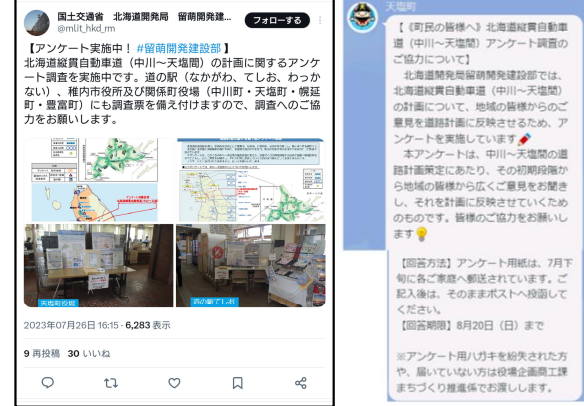 国土交通省 北海道開発局 留萌開発建...
@mlit_hkd_rm
フォローする
【アンケート実施中！ #留萌開発建設部 】
北海道縦貫自動車道（中川～天塩間）の計画に関するアンケ
ート調査を実施中です。道の駅（なかがわ、てしお、わっか
ない）、稚内市役所及び関係町役場（中川町・天塩町・幌延
町・豊富町）にも調査票を備え付けますので、調査へのご協
力をお願いします。
天塩町役場
道の駅てしお
2023年07月26日 16:15 · 6,283 表示
9 再投稿 30 いいね
天塩町
【《町民の皆様へ》北海道縦貫自動車
道（中川～天塩間）アンケート調査の
ご協力について】
北海道開発局留萌開発建設部では、
北海道縦貫自動車道（中川～天塩間）
の計画について、地域の皆様からのご
意見を道路計画に反映させるため、ア
ンケートを実施しています
本アンケートは、中川～天塩間の道
路計画策定にあたり、その初期段階か
ら地域の皆様から広くご意見をお聞き
し、それを計画に反映させていくため
のものです。皆様のご協力をお願いし
ます
【回答方法】アンケート用紙は、7月下
旬に各ご家庭へ郵送されています。ご
記入後は、そのままポストへ投函して
ください。
【回答期限】8月20日（日）まで
※アンケート用ハガキを紛失された方
や、届いていない方は役場企画商工課
まちづくり推進係でお渡しします。